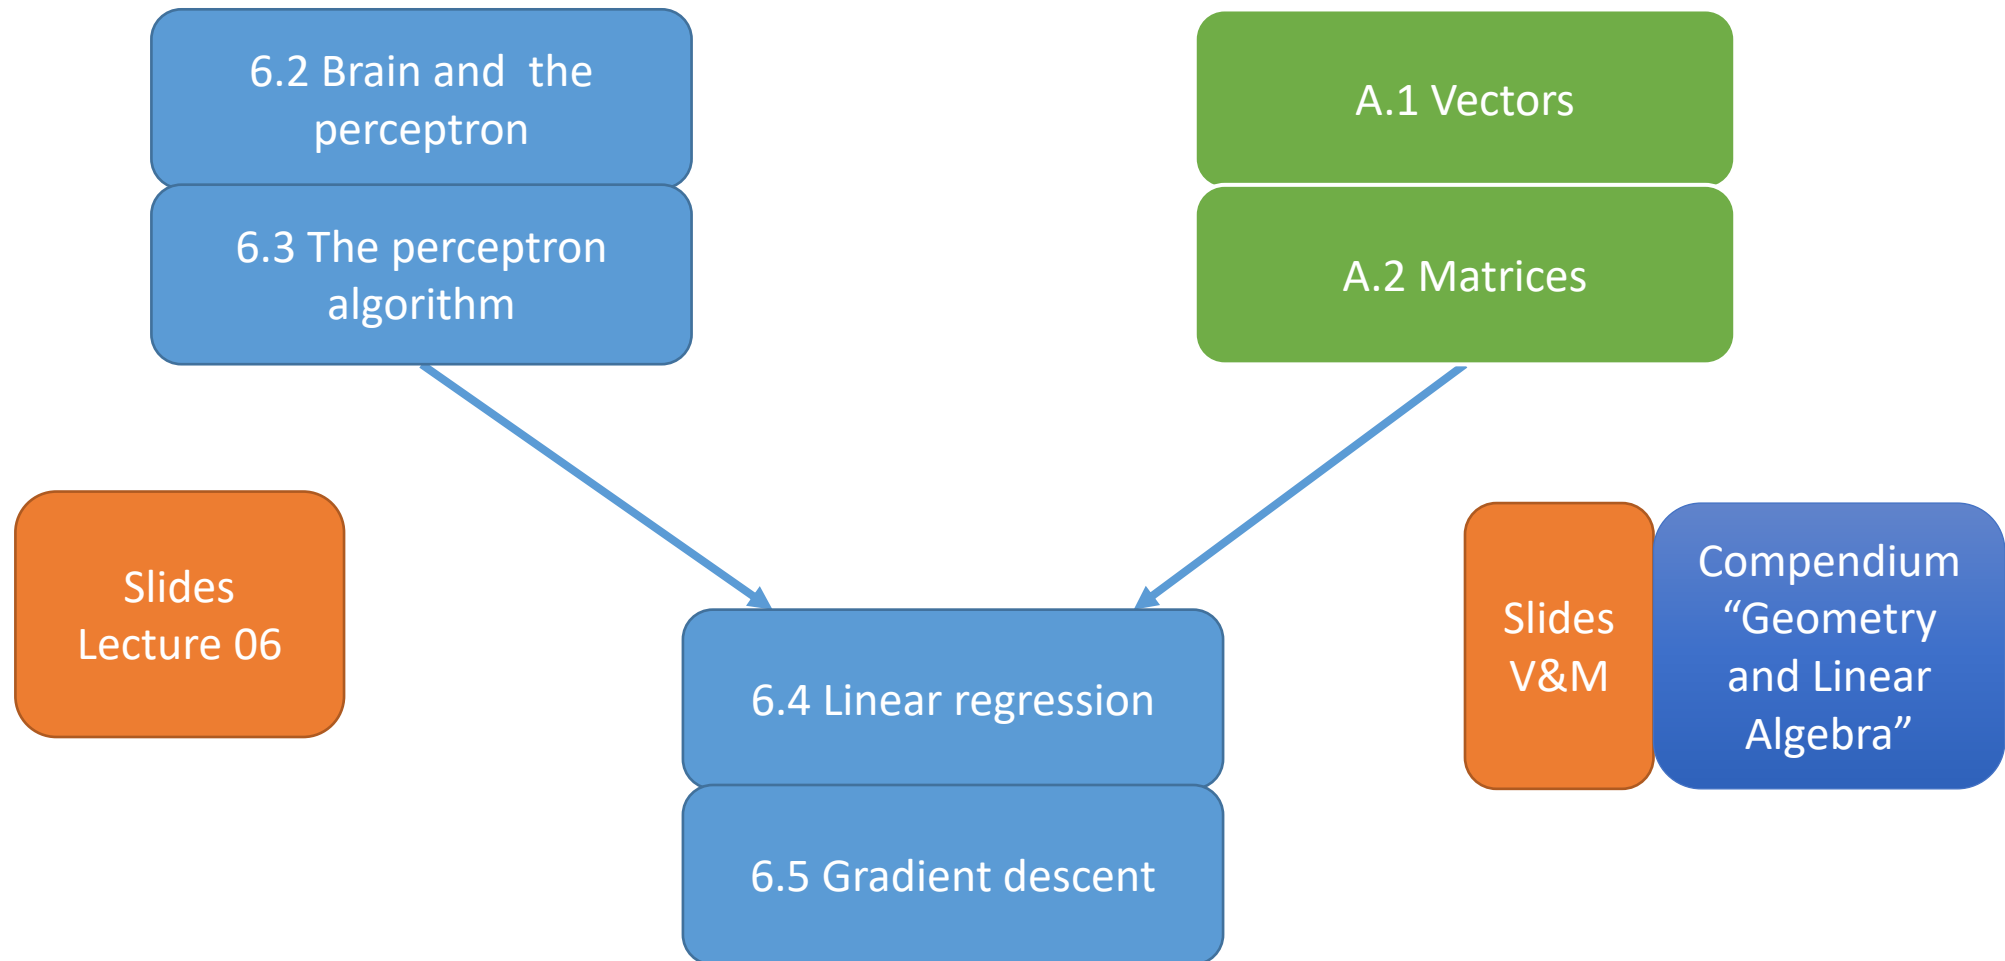 6.2 Brain and  the
perceptron
6.3 The perceptron
algorithm
A.1 Vectors
A.2 Matrices
Slides
Lecture 06
6.4 Linear regression
6.5 Gradient descent
Slides
V&M
Compendium
“Geometry
and Linear
Algebra”